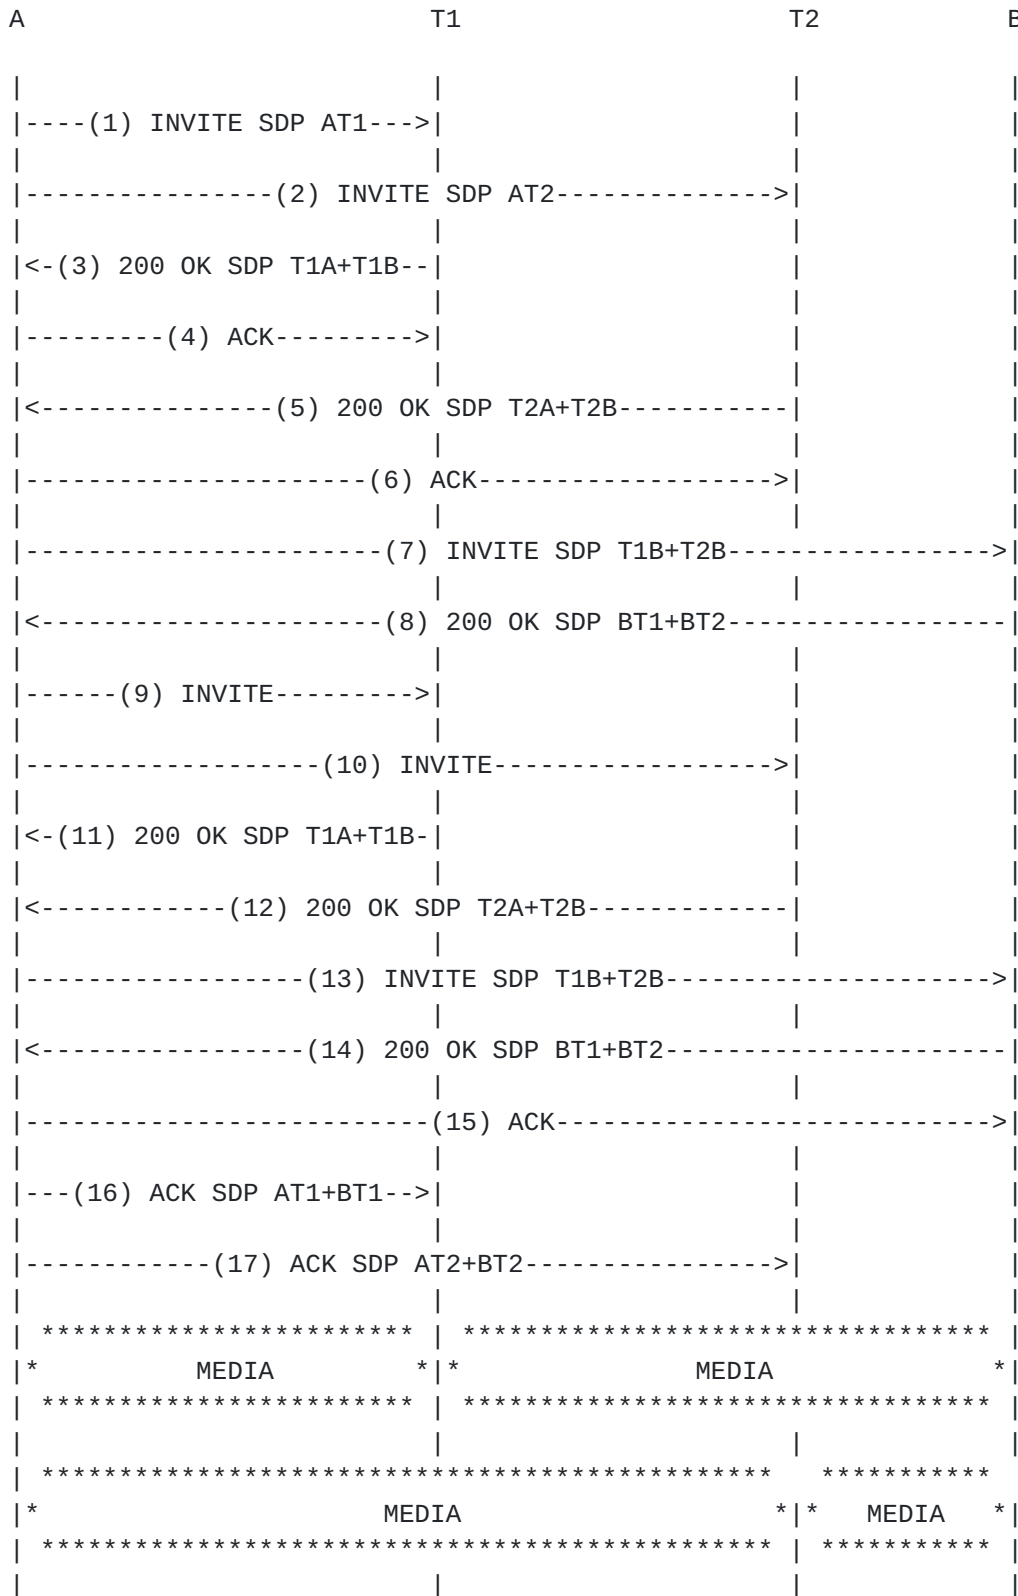 A T1 T2 B
|----(1) INVITE SDP AT1--->|
|----------------(2) INVITE SDP AT2-------------->|
|<-(3) 200 OK SDP T1A+T1B--|
|---------(4) ACK--------->|
|<---------------(5) 200 OK SDP T2A+T2B-----------|
|----------------------(6) ACK------------------->|
|-----------------------(7) INVITE SDP T1B+T2B----------------->|
|<----------------------(8) 200 OK SDP BT1+BT2------------------|
|------(9) INVITE--------->|
|-------------------(10) INVITE------------------>|
|<-(11) 200 OK SDP T1A+T1B-|
|<------------(12) 200 OK SDP T2A+T2B-------------|
|------------------(13) INVITE SDP T1B+T2B--------------------->|
|<-----------------(14) 200 OK SDP BT1+BT2----------------------|
|--------------------------(15) ACK---------------------------->|
|---(16) ACK SDP AT1+BT1-->|
|------------(17) ACK SDP AT2+BT2----------------->|
| ************************ | ********************************** |
|* MEDIA *|* MEDIA *|
| ************************ | ********************************** |
| *********************************************** *********** |
|* MEDIA *|* MEDIA *|
| *********************************************** | *********** |